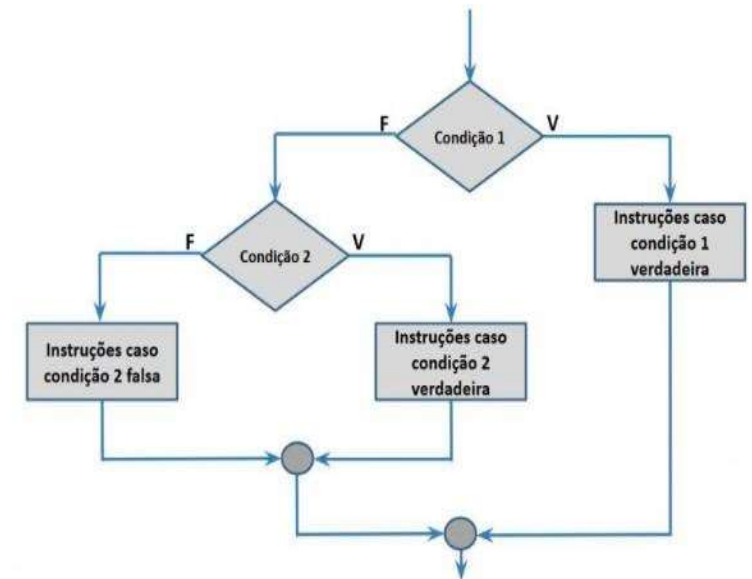 F
Condição 1
V
Instruções caso
condição 1
verdadeira
F
Condição 2
V
Instruções caso
condição 2 falsa
Instruções caso
condição 2
verdadeira